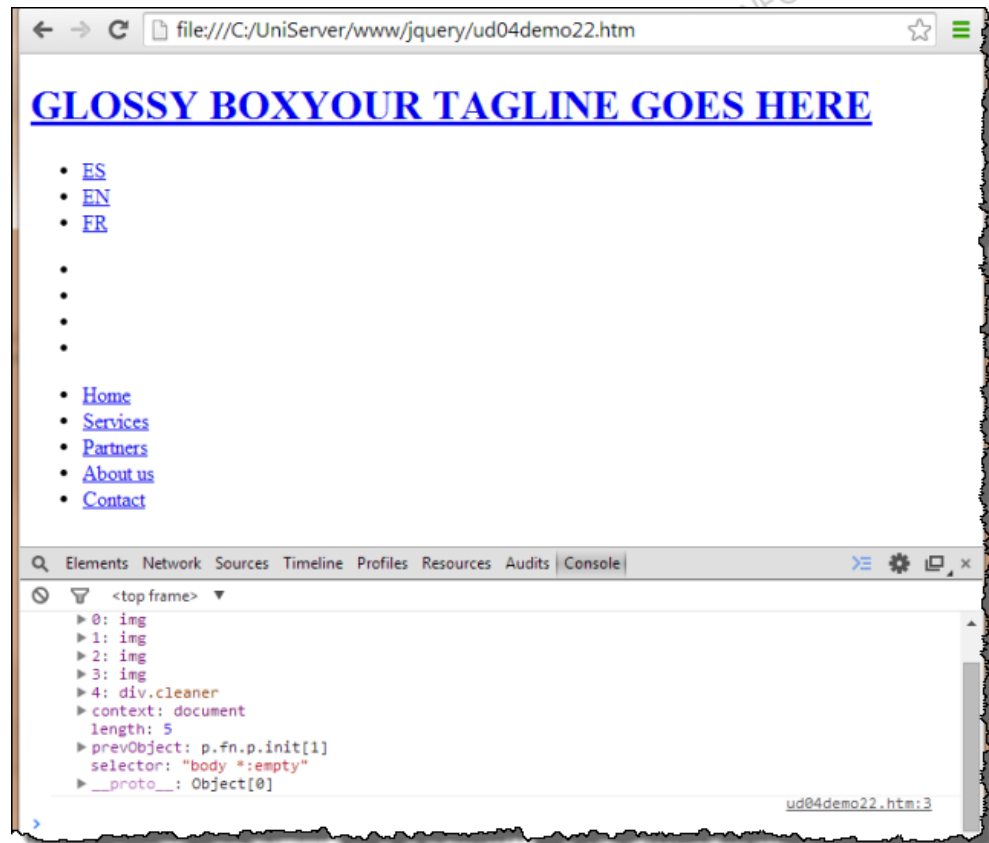 file:///C:/UniServer/www/jquery/ud04demo22.htm
GLOSSY BOXYOUR TAGLINE GOES HERE
ES
EN
FR
Home
Services
Partners
About us
Contact
Elements Network Sources Timeline Profiles Resources Audits Console
<top frame> ▼
▶0: img
▶1: img
▶2: img
▶3: img
▶4: div.cleaner
▶context: document
length: 5
▶prevObject: p.fn.p.init[1]
selector: "body *:empty"
▶__proto__: Object[0]
ud04demo22.htm:3
>